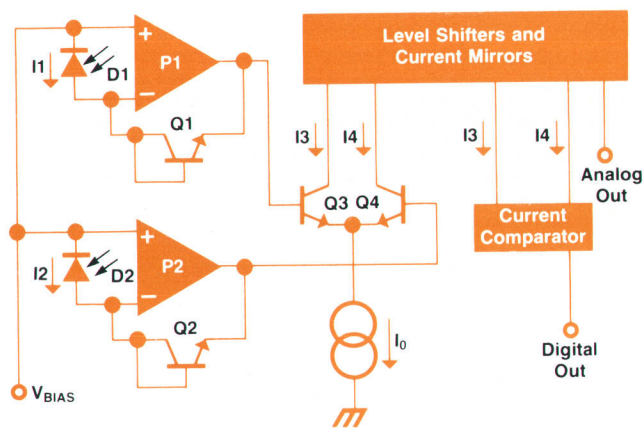 Level Shifters and
Current Mirrors
+
I1
P1
D1
−
Q1
I3
I4
I3
I4
Analog
Out
Q3
Q4
Current
Comparator
+
I2
P2
D2
−
Q2
I0
Digital
Out
VBIAS